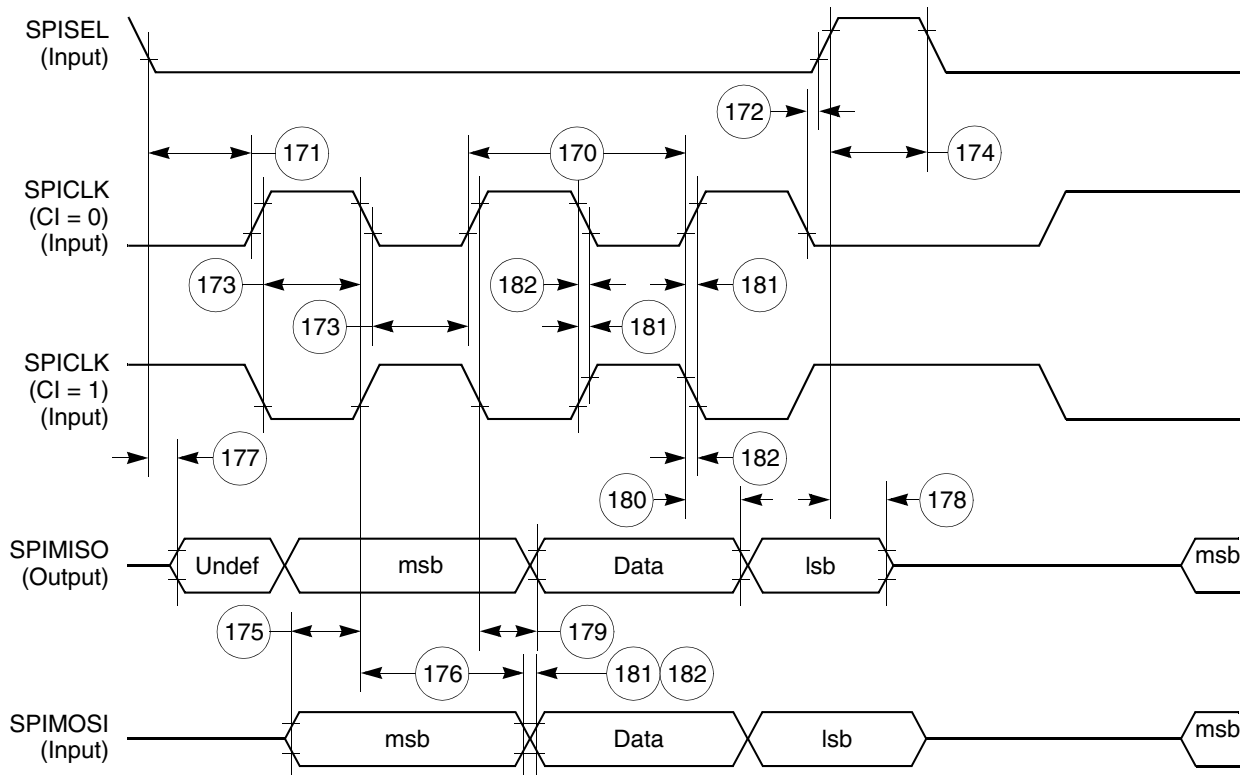 SPISEL
(Input)
172
171
170
174
SPICLK
(CI = 0)
(Input)
173
182
181
173
181
SPICLK
(CI = 1)
(Input)
177
182
180
178
SPIMISO
(Output)
Undef
msb
Data
lsb
msb
175
179
176
181
182
SPIMOSI
(Input)
msb
Data
lsb
msb